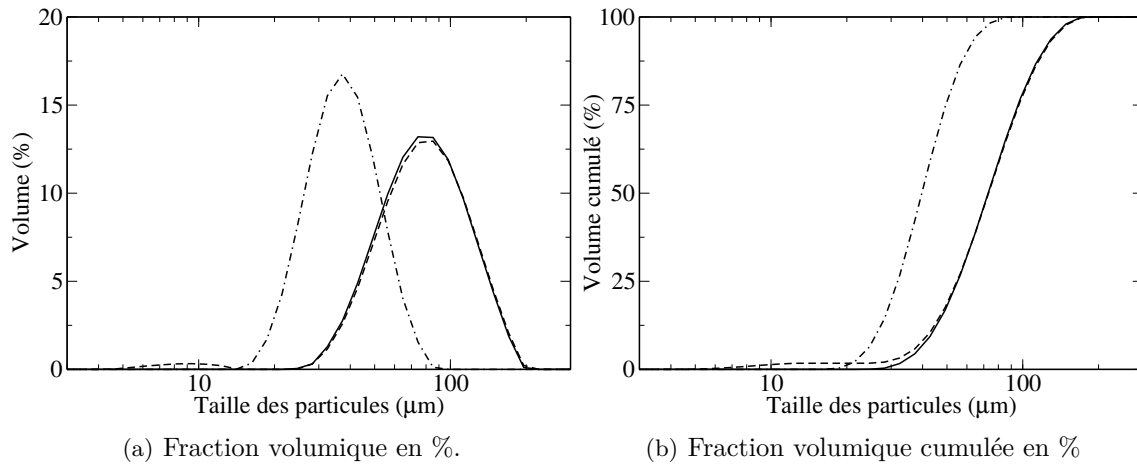 20
15
10
5
0
Volume (%)
10
100
Taille des particules (μm)
(a) Fraction volumique en %.
100
75
50
25
0
Volume cumulé (%)
10
100
Taille des particules (μm)
(b) Fraction volumique cumulée en %